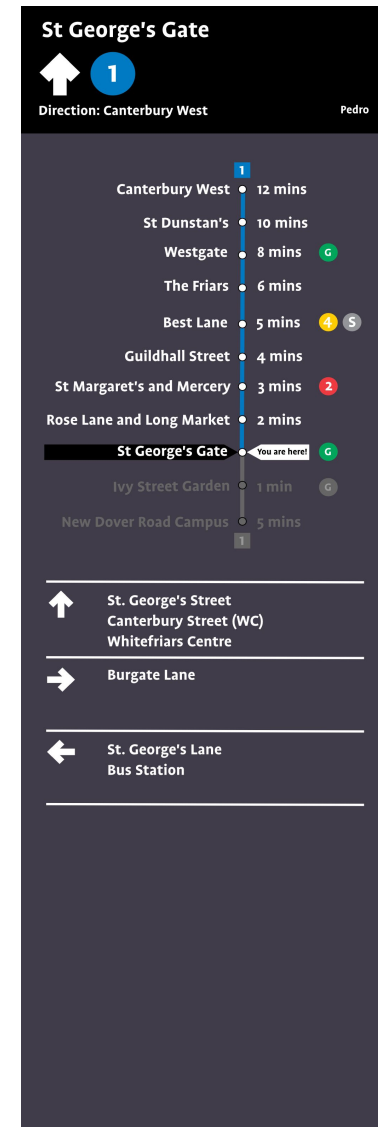 St George's Gate
1
Direction: Canterbury West Pedro
1
Canterbury West 12 mins
St Dunstan's 10 mins
Westgate 8 mins G
The Friars 6 mins
Best Lane 5 mins 4 S
Guildhall Street 4 mins
St Margaret's and Mercery 3 mins 2
Rose Lane and Long Market 2 mins
St George's Gate You are here! G
Ivy Street Garden 1 min G
New Dover Road Campus 5 mins
1
St. George's Street
Canterbury Street (WC)
Whitefriars Centre
Burgate Lane
St. George's Lane
Bus Station